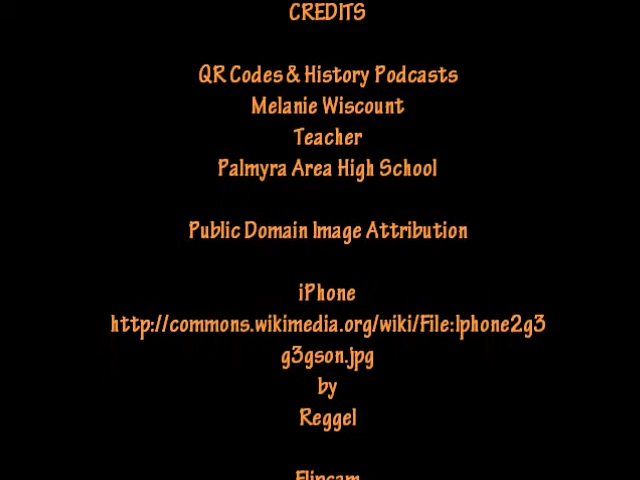 CREDITS
QR Codes & History Podcasts
Melanie Wiscount
Teacher
Palmyra Area High School
Public Domain Image Attribution
iPhone
http://commons.wikimedia.org/wiki/File:Iphone2g3
g3gson.jpg
by
Reggel
Flipcam